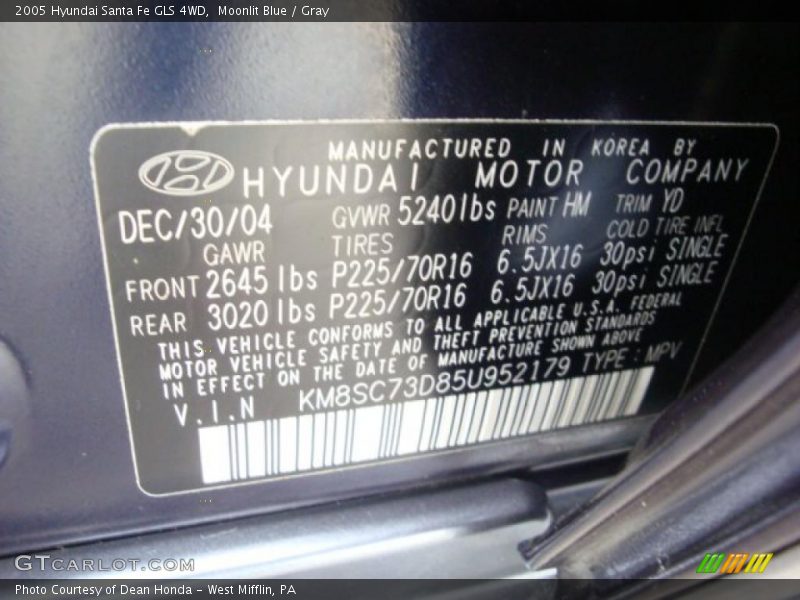 2005 Hyundai Santa Fe GLS 4WD, Moonlit Blue / Gray
MANUFACTURED IN KOREA BY
HYUNDAI MOTOR COMPANY
DEC/30/04 GVWR 5240lbs PAINT HM TRIM YD
GAWR TIRES RIMS COLD TIRE INFL
FRONT 2645 lbs P225/70R16 6.5JX16 30psi SINGLE
REAR 3020 lbs P225/70R16 6.5JX16 30psi SINGLE
THIS VEHICLE CONFORMS TO ALL APPLICABLE U.S.A. FEDERAL
MOTOR VEHICLE SAFETY AND THEFT PREVENTION STANDARDS
IN EFFECT ON THE DATE OF MANUFACTURE SHOWN ABOVE
V.I.N KM8SC73D85U952179 TYPE : MPV
GTCARLOT.COM
Photo Courtesy of Dean Honda - West Mifflin, PA